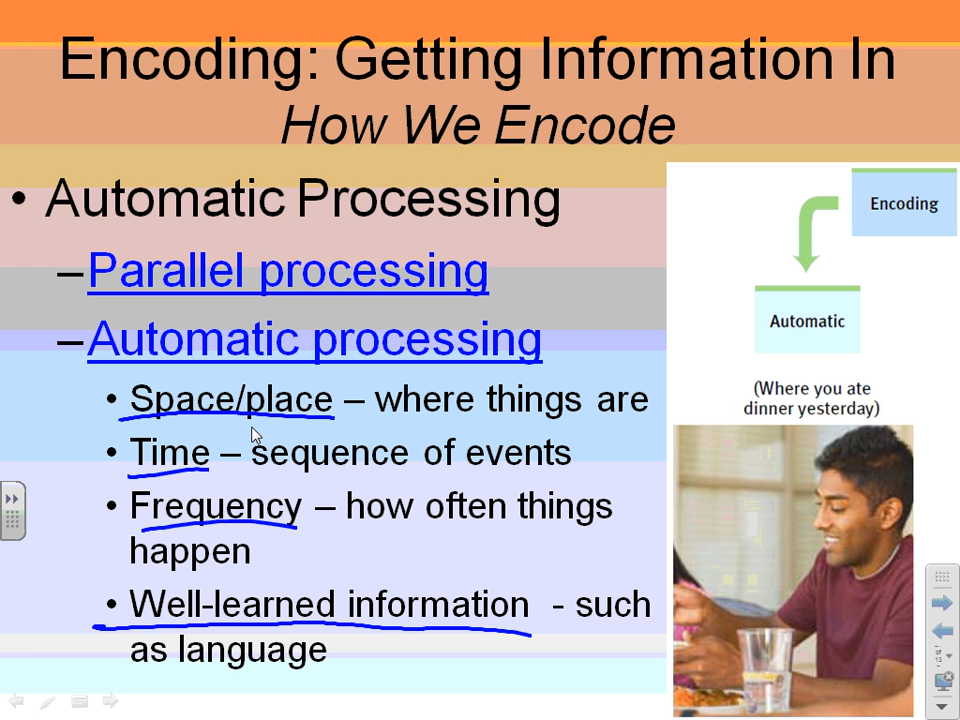 Encoding: Getting Information In
How We Encode
• Automatic Processing
–Parallel processing
–Automatic processing
• Space/place – where things are
• Time – sequence of events
• Frequency – how often things
happen
• Well-learned information - such
as language
Encoding
Automatic
(Where you ate
dinner yesterday)